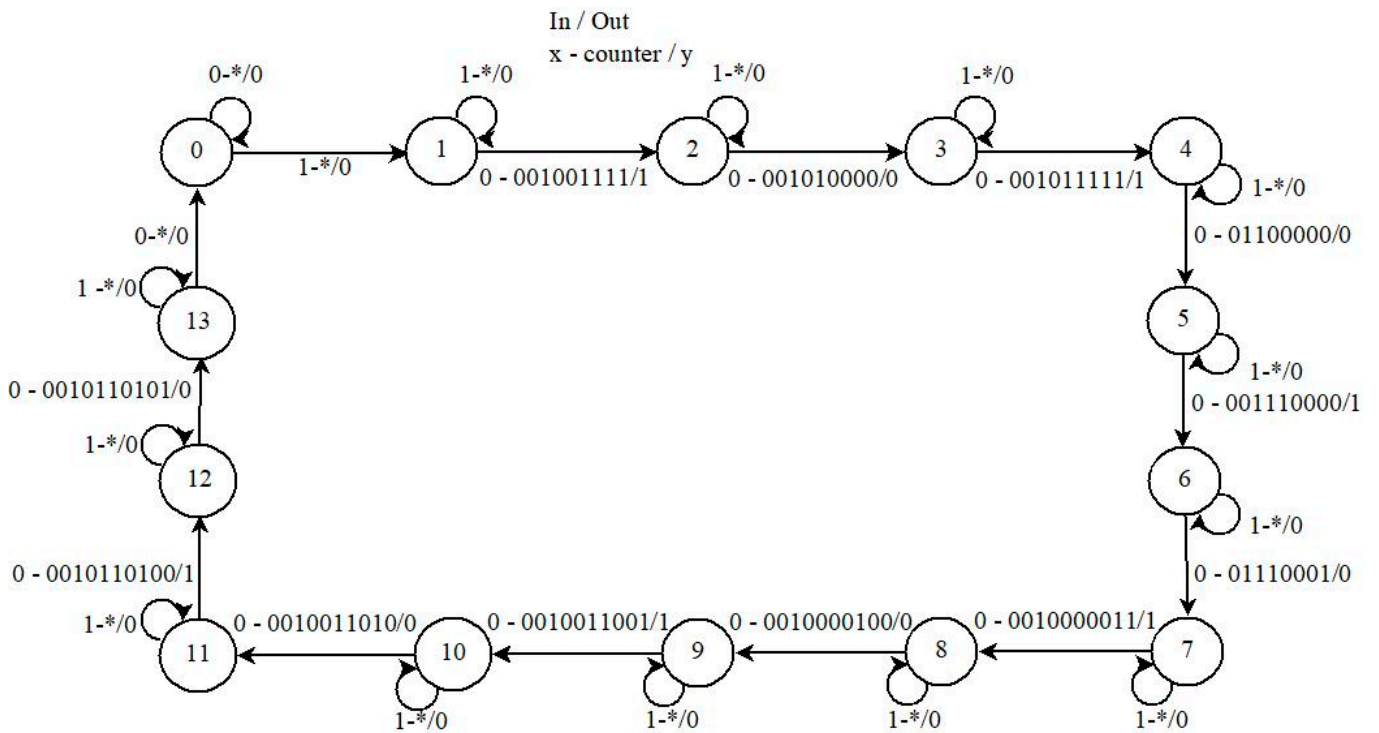 In / Out
x - counter / y
0-*/0
1-*/0
1-*/0
1-*/0
0
1
2
3
4
1-*/0
0 - 001001111/1
0 - 001010000/0
0 - 001011111/1
1-*/0
0-*/0
0 - 01100000/0
1 -*/0
13
5
1-*/0
0 - 0010110101/0
0 - 001110000/1
1-*/0
12
6
1-*/0
0 - 0010110100/1
0 - 01110001/0
1-*/0
0 - 0010011010/0
0 - 0010011001/1
0 - 0010000100/0
0 - 0010000011/1
11
10
9
8
7
1-*/0
1-*/0
1-*/0
1-*/0